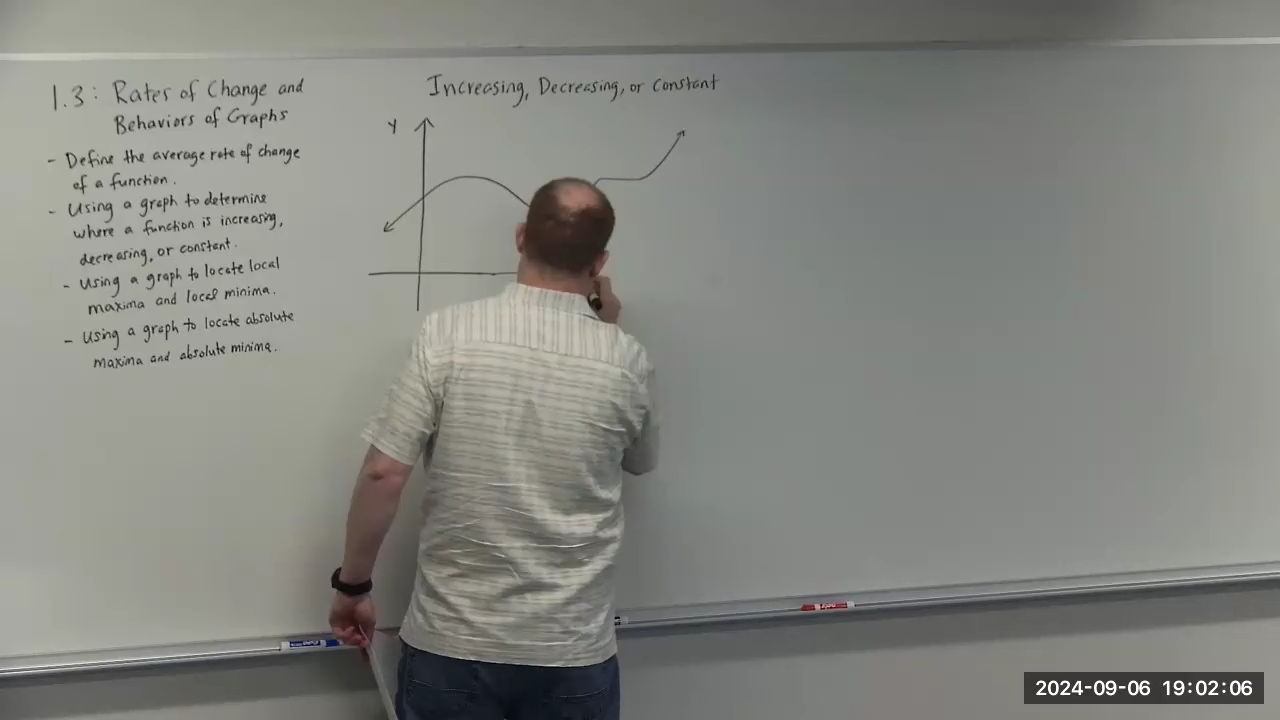 1.3: Rates of Change and
Behaviors of Graphs
- Define the average rate of change
of a function.
- Using a graph to determine
where a function is increasing,
decreasing, or constant.
- Using a graph to locate local
maxima and local minima.
- Using a graph to locate absolute
maxima and absolute minima.
Increasing, Decreasing, or Constant
Y
2024-09-06 19:02:06